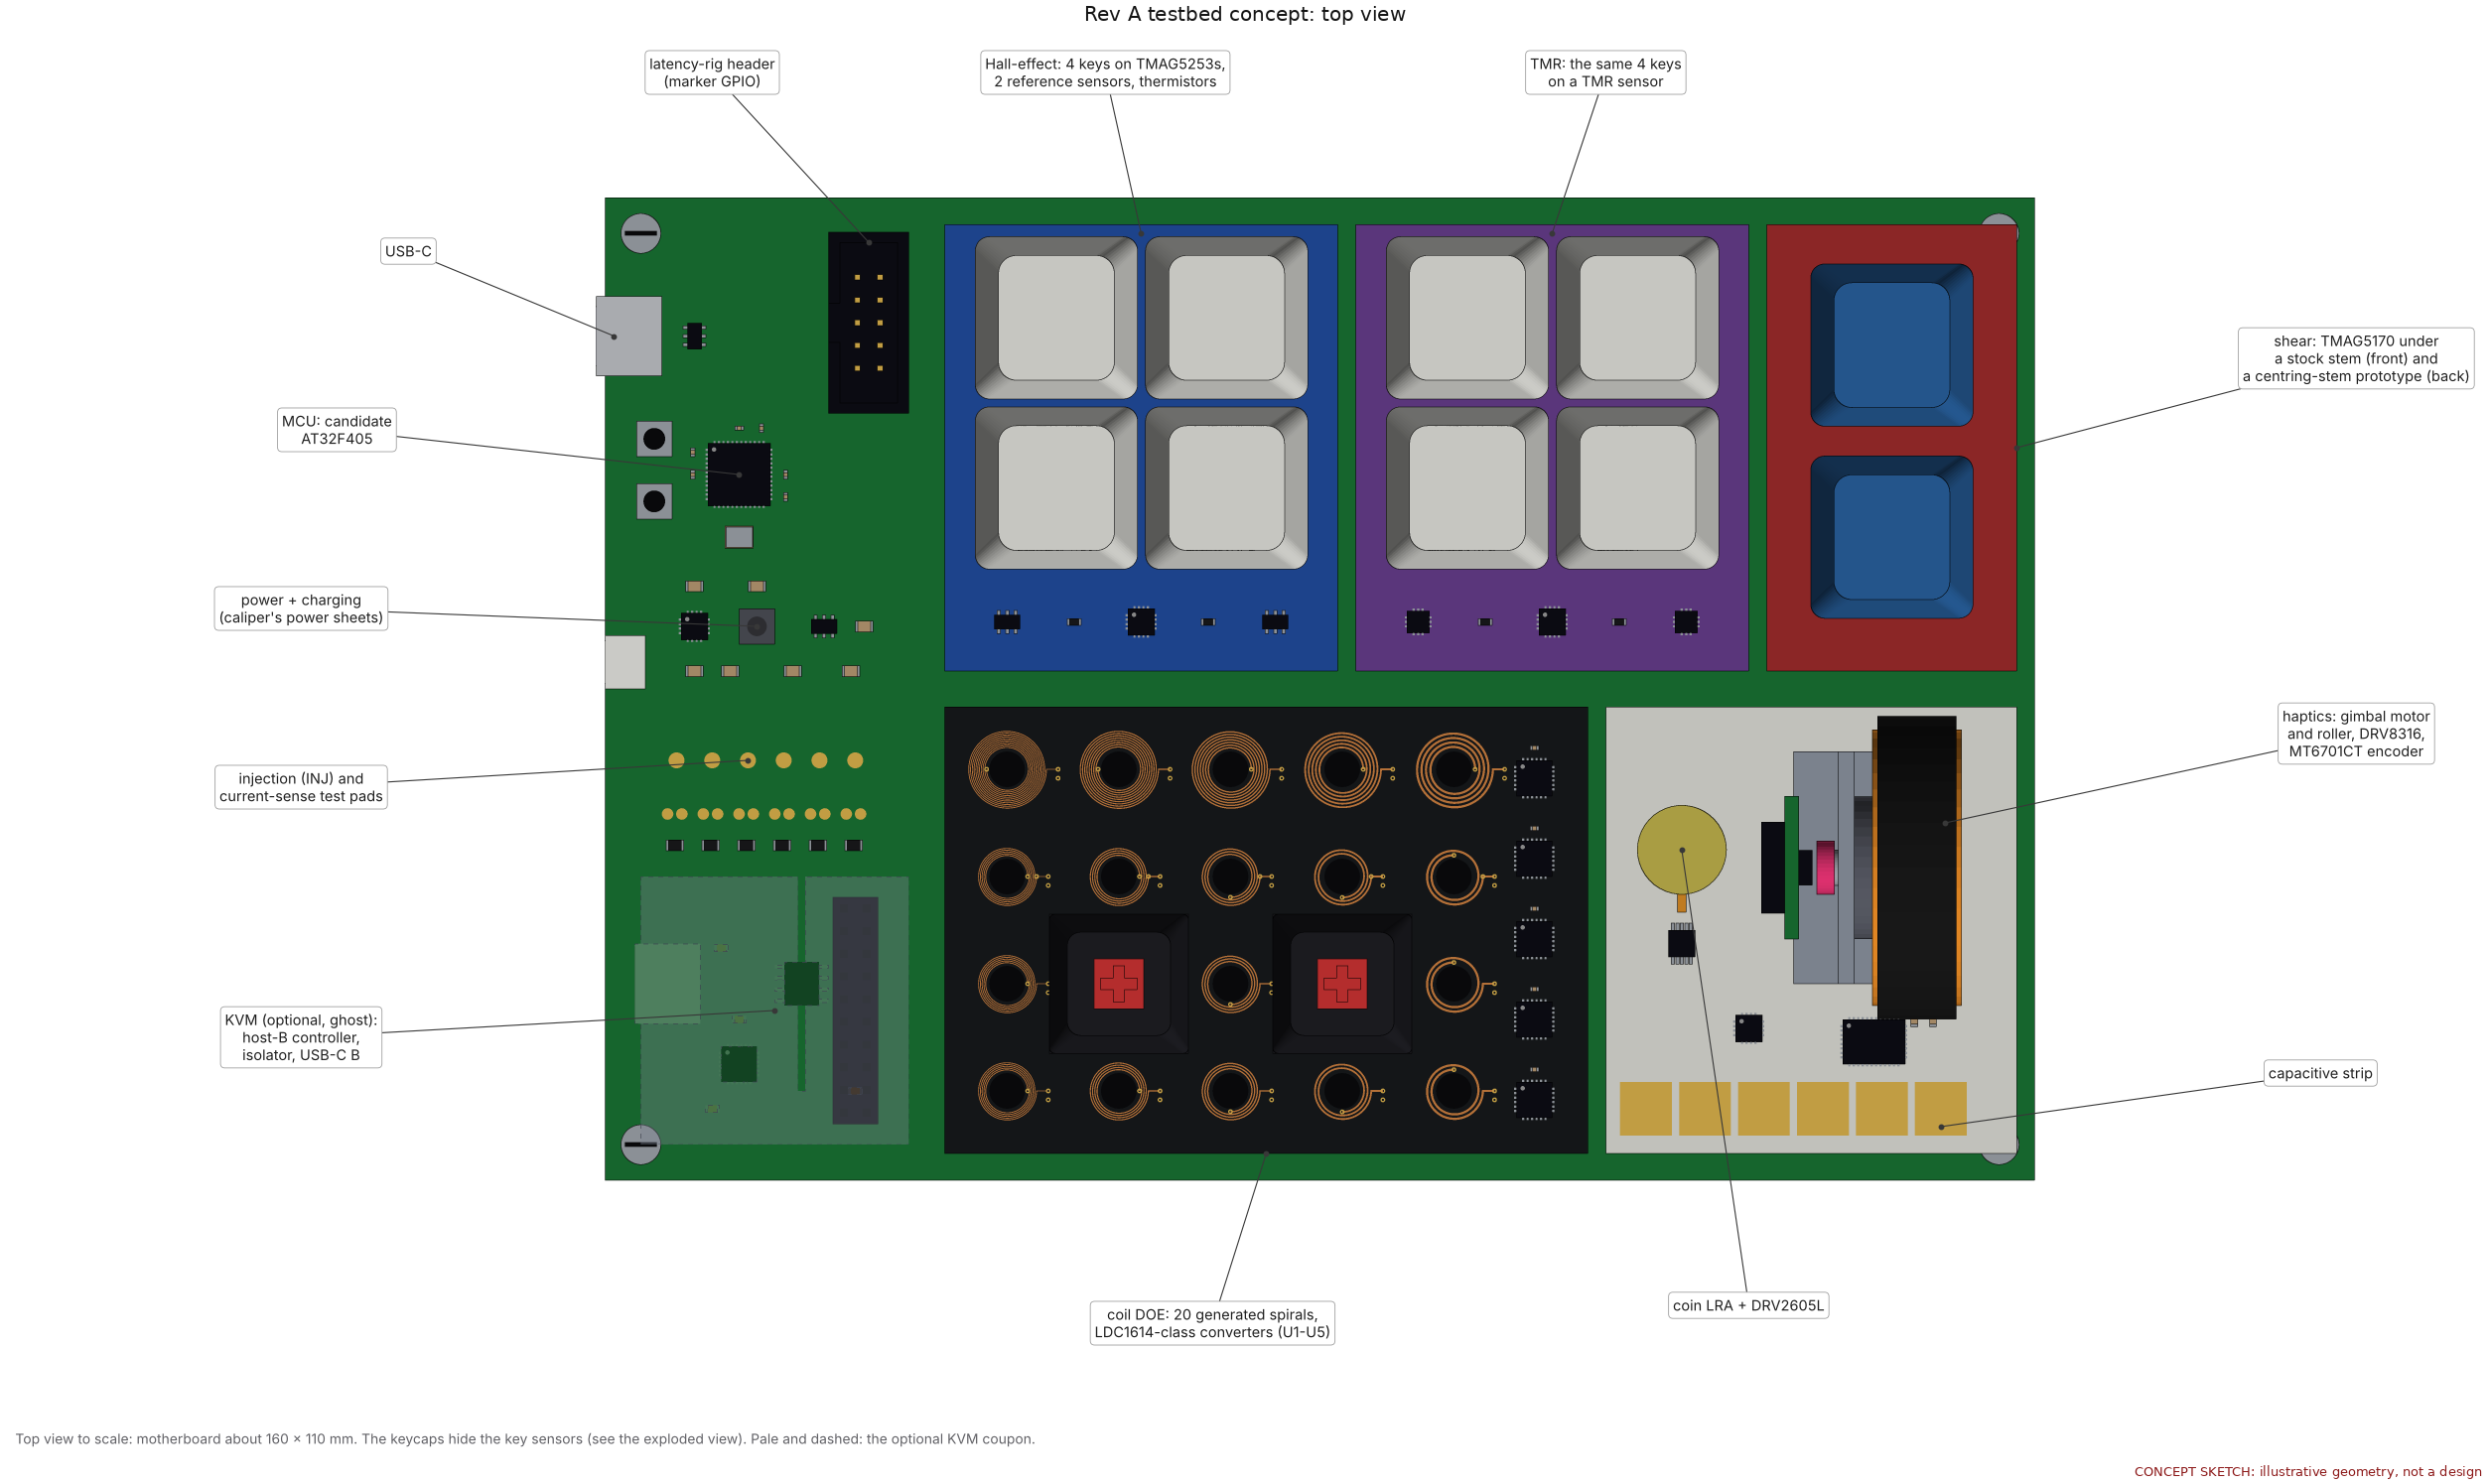 Rev A testbed concept: top view
latency-rig header
(marker GPIO)
Hall-effect: 4 keys on TMAG5253s,
2 reference sensors, thermistors
TMR: the same 4 keys
on a TMR sensor
USB-C
shear: TMAG5170 under
a stock stem (front) and
a centring-stem prototype (back)
MCU: candidate
AT32F405
power + charging
(caliper's power sheets)
haptics: gimbal motor
and roller, DRV8316,
MT6701CT encoder
injection (INJ) and
current-sense test pads
KVM (optional, ghost):
host-B controller,
isolator, USB-C B
capacitive strip
coin LRA + DRV2605L
coil DOE: 20 generated spirals,
LDC1614-class converters (U1-U5)
Top view to scale: motherboard about 160 × 110 mm. The keycaps hide the key sensors (see the exploded view). Pale and dashed: the optional KVM coupon.
CONCEPT SKETCH: illustrative geometry, not a design